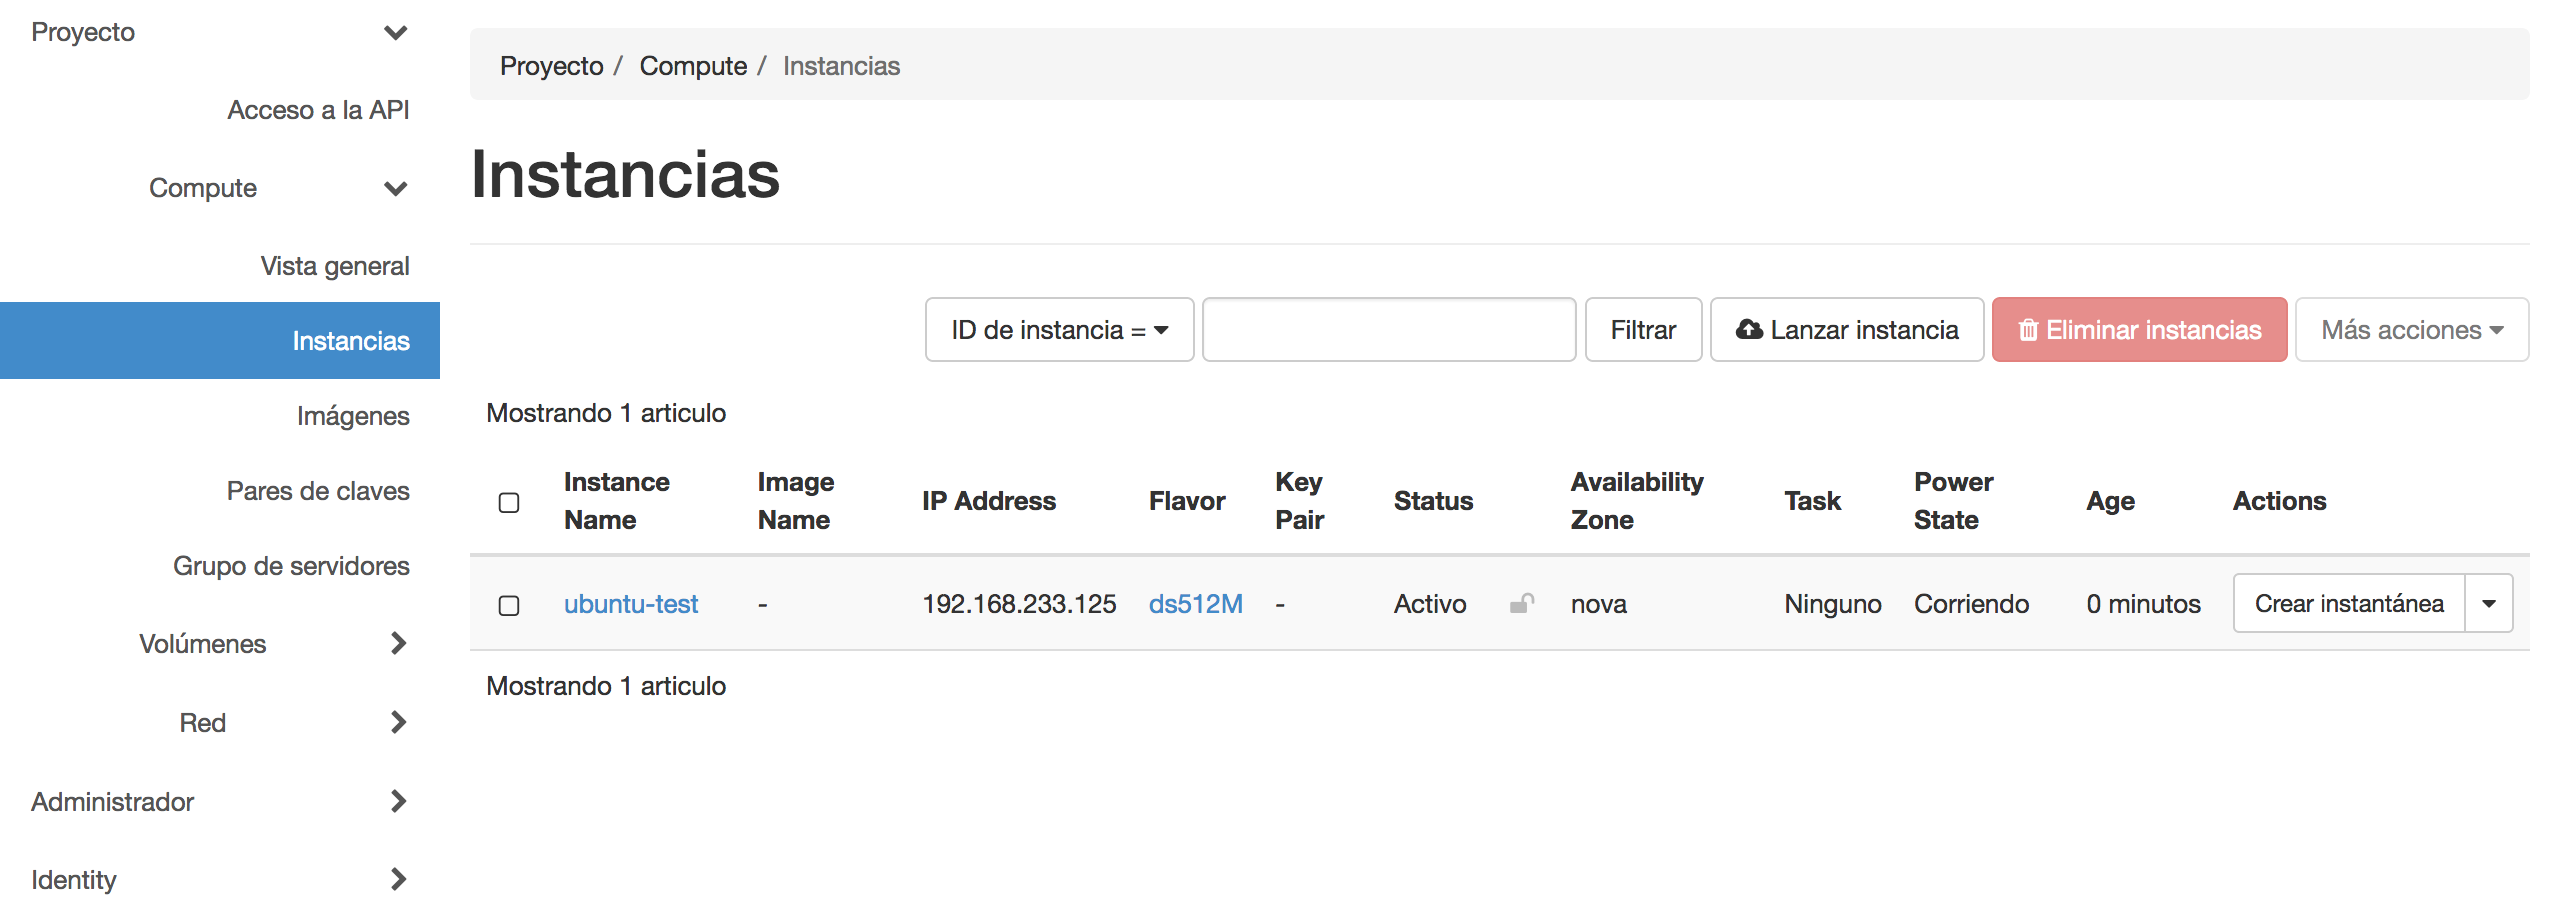 Proyecto
Acceso a la API
Compute
Vista general
Instancias
Imágenes
Pares de claves
Grupo de servidores
Volúmenes
Red
Administrador
Identity
Proyecto / Compute / Instancias
Instancias
ID de instancia = Filtrar Lanzar instancia Eliminar instancias Más acciones
Mostrando 1 articulo
Instance Name Image Name IP Address Flavor Key Pair Status Availability Zone Task Power State Age Actions
ubuntu-test - 192.168.233.125 ds512M - Activo nova Ninguno Corriendo 0 minutos Crear instantánea
Mostrando 1 articulo